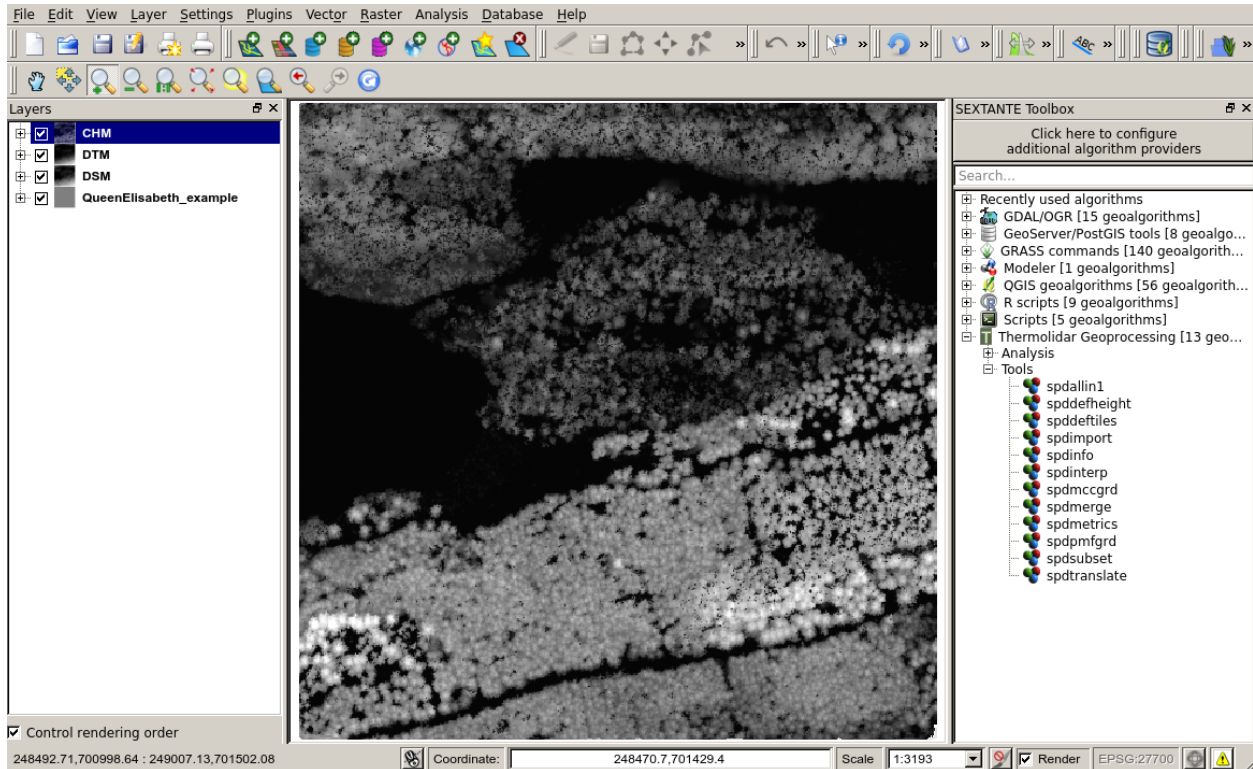 File Edit View Layer Settings Plugins Vector Raster Analysis Database Help
Layers
CHM
DTM
DSM
QueenElisabeth_example
Control rendering order
SEXTANTE Toolbox
Click here to configure
additional algorithm providers
Search...
Recently used algorithms
GDAL/OGR [15 geoalgorithms]
GeoServer/PostGIS tools [8 geoalgo...
GRASS commands [140 geoalgorith...
Modeler [1 geoalgorithms]
QGIS geoalgorithms [56 geoalgorith...
R scripts [9 geoalgorithms]
Scripts [5 geoalgorithms]
Thermolidar Geoprocessing [13 geo...
Analysis
Tools
spdallin1
spddefheight
spddeftiles
spdimport
spdinfo
spdinterp
spdmccgrd
spdmerge
spdmetrics
spdpmfgrd
spdsubset
spdtranslate
248492.71,700998.64 : 249007.13,701502.08 Coordinate: 248470.7,701429.4 Scale 1:3193 Render EPSG:27700